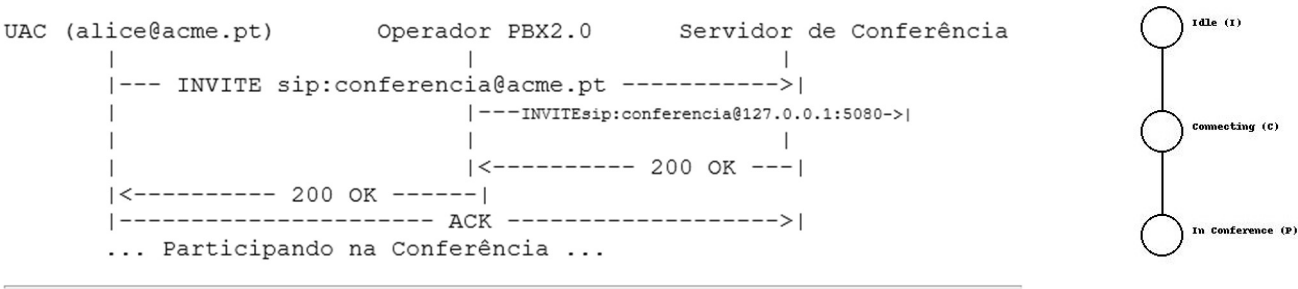 UAC (alice@acme.pt) Operador PBX2.0 Servidor de Conferência
| | |
|--- INVITE sip:conferencia@acme.pt ----------->|
| |---INVITEsip:conferencia@127.0.0.1:5080->|
| | |
| |<---------- 200 OK ---|
|<---------- 200 OK ------|
|--------------------- ACK ------------------->|
... Participando na Conferência ...
Idle (I)
Connecting (C)
In Conference (P)